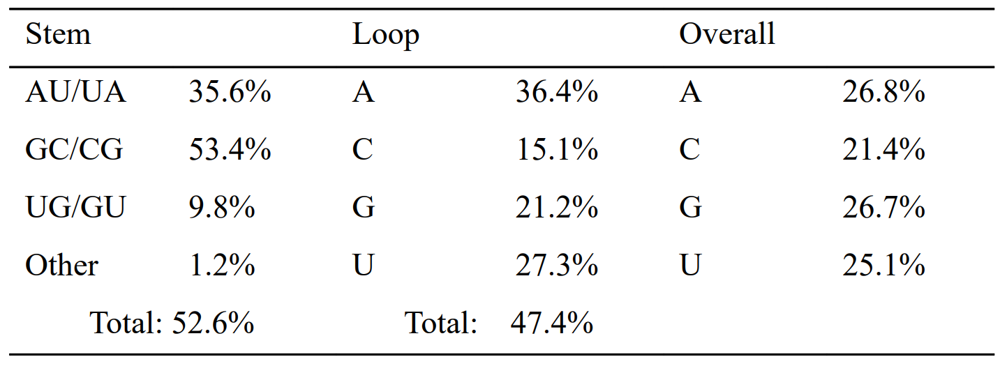 Stem Loop Overall
AU/UA 35.6% A 36.4% A 26.8%
GC/CG 53.4% C 15.1% C 21.4%
UG/GU 9.8% G 21.2% G 26.7%
Other 1.2% U 27.3% U 25.1%
Total: 52.6% Total: 47.4%